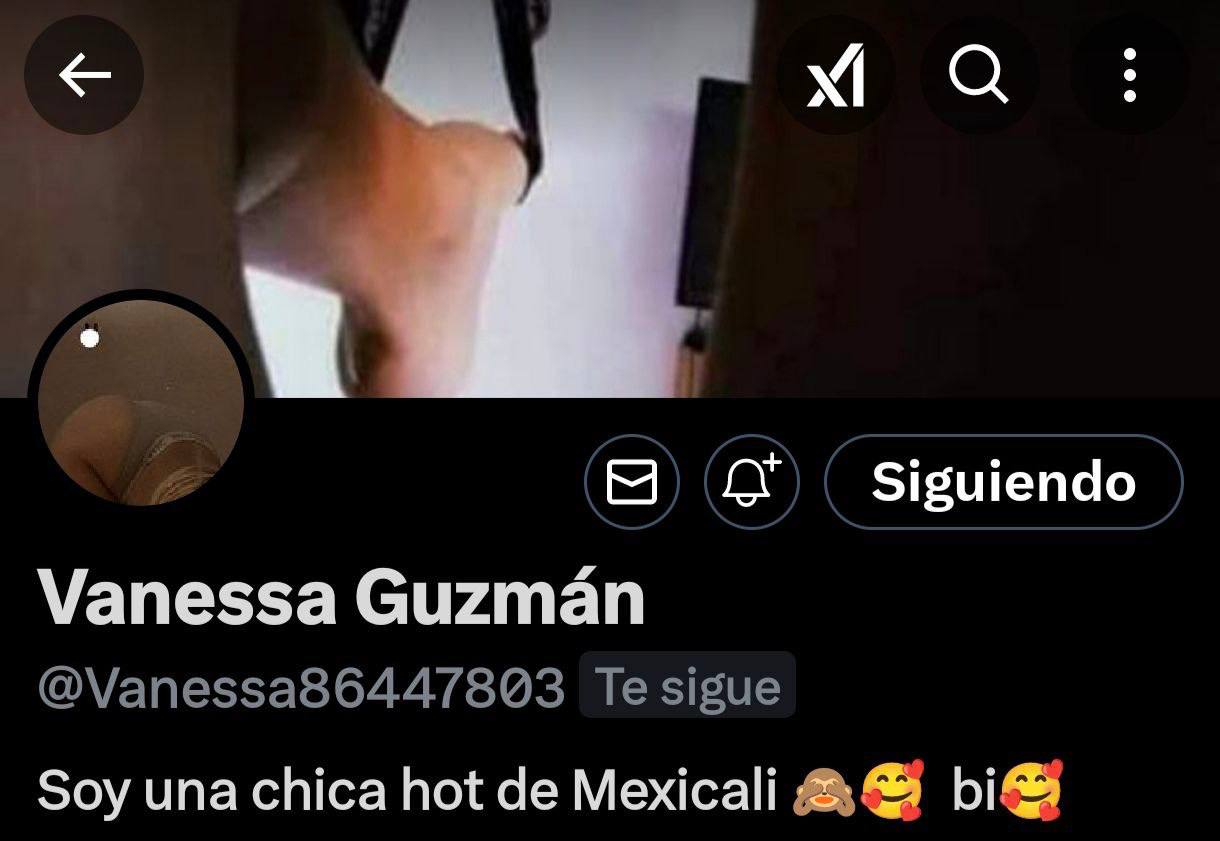 Siguiendo
Vanessa Guzmán
@Vanessa86447803 Te sigue
Soy una chica hot de Mexicali 🙈🥰 bi🥰